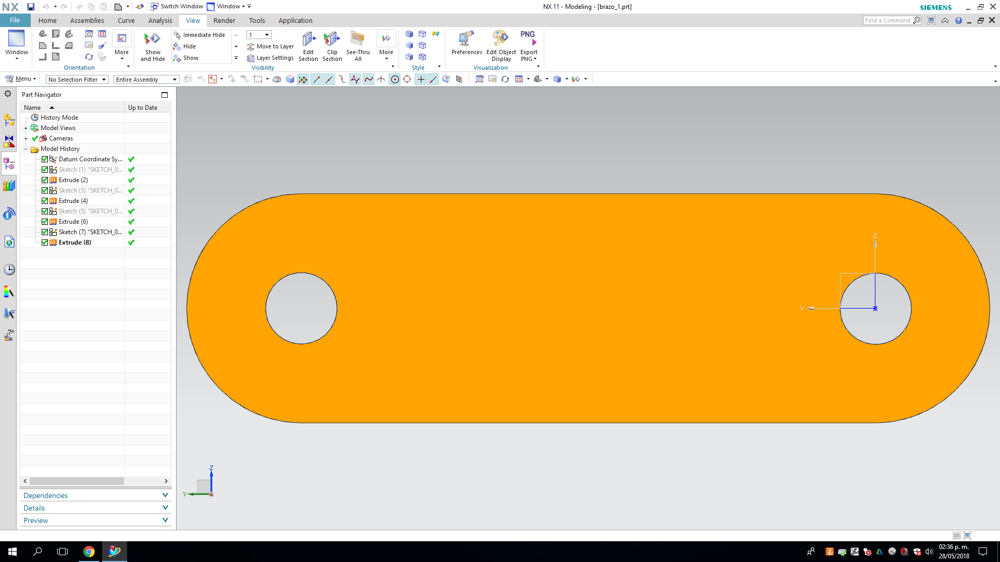 NX
Switch Window
Window
NX 11 - Modeling - [brazo_1.prt]
SIEMENS
File
Home
Assemblies
Curve
Analysis
View
Render
Tools
Application
Find a Command
Window
More
Orientation
Show and Hide
Immediate Hide
Hide
Show
1
Move to Layer
Layer Settings
Edit Section
Clip Section
See-Thru All
More
Visibility
Style
Preferences
Edit Object Display
PNG
Export PNG
Visualization
Menu
No Selection Filter
Entire Assembly
Part Navigator
Name
Up to Date
History Mode
Model Views
Cameras
Model History
Datum Coordinate Sy...
Sketch (1) "SKETCH_0...
Extrude (2)
Sketch (3) "SKETCH_0...
Extrude (4)
Sketch (5) "SKETCH_0...
Extrude (6)
Sketch (7) "SKETCH_0...
Extrude (8)
Z
Y
X
Z
Y
X
Dependencies
Details
Preview
02:36 p. m.
28/05/2018